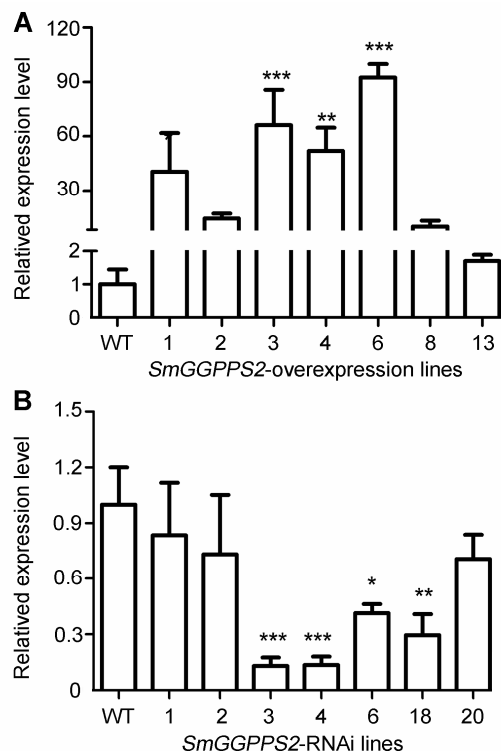 A
Relatived expression level
120
90
60
30
2
1
0
***
**
***
WT 1 2 3 4 6 8 13
SmGGPPS2-overexpression lines
B
Relatived expression level
1.5
1.2
0.9
0.6
0.3
0
***
***
*
**
WT 1 2 3 4 6 18 20
SmGGPPS2-RNAi lines